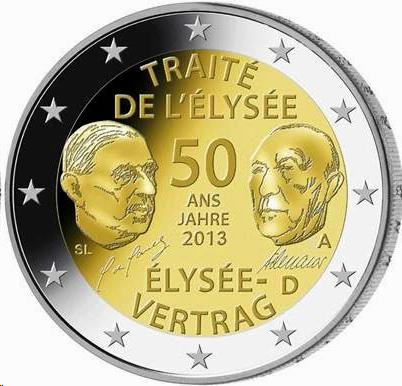 TRAITÉ
DE L'ÉLYSÉE
50
ANS
JAHRE
2013
SL
A
ÉLYSÉE-
D
VERTRAG